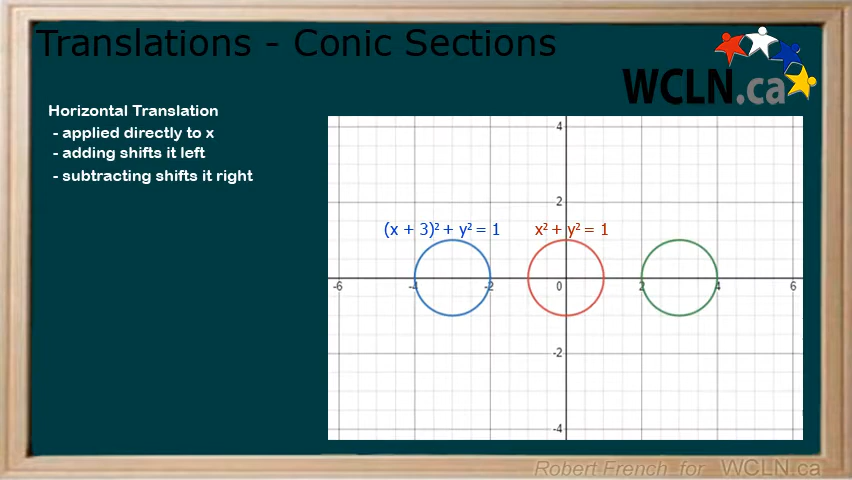 Translations - Conic Sections
WCLN.ca
Horizontal Translation
- applied directly to x
- adding shifts it left
- subtracting shifts it right
4
2
(x + 3)² + y² = 1
x² + y² = 1
-6
-4
-2
0
2
4
6
-2
-4
Robert French for WCLN.ca